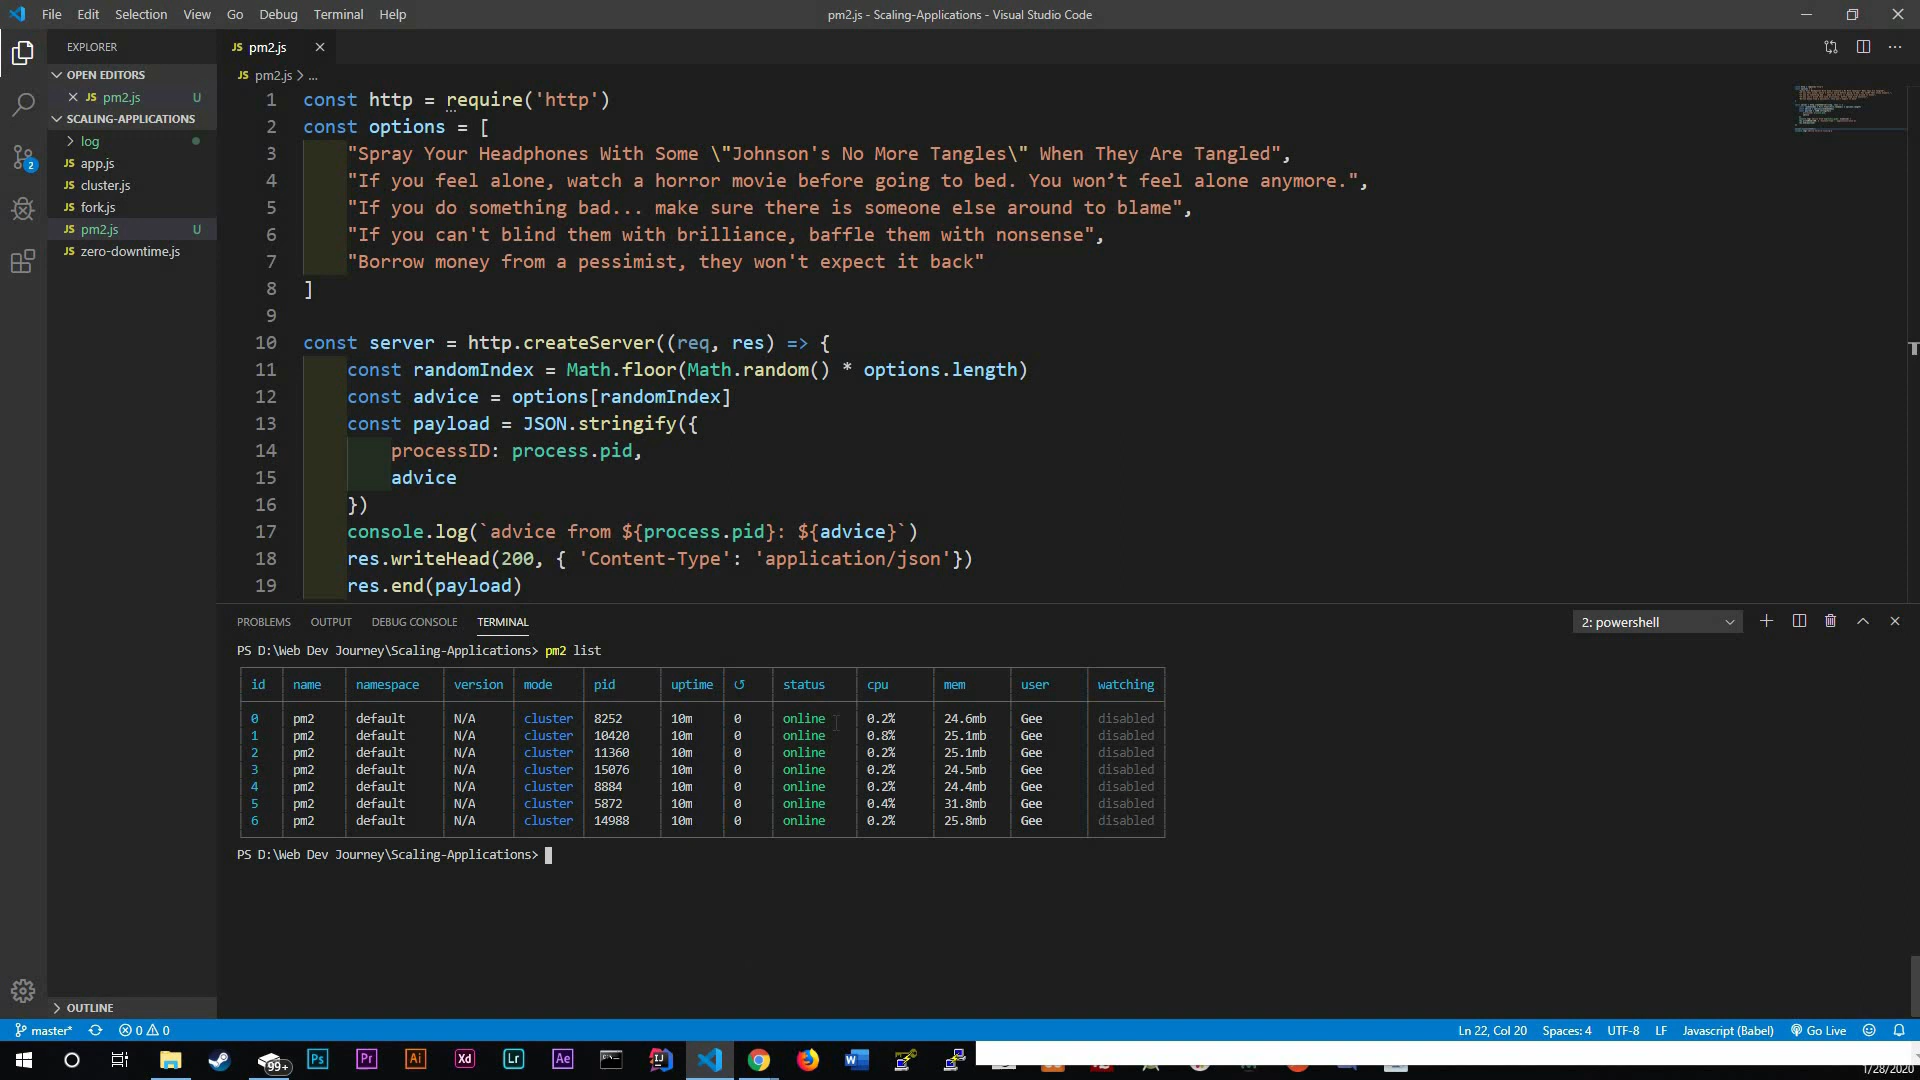 File Edit Selection View Go Debug Terminal Help
pm2.js - Scaling-Applications - Visual Studio Code
EXPLORER
OPEN EDITORS
JS pm2.js U
SCALING-APPLICATIONS
log
JS app.js
JS cluster.js
JS fork.js
JS pm2.js U
JS zero-downtime.js
OUTLINE
2
JS pm2.js
JS pm2.js > ...
1 const http = require('http')
2 const options = [
3 "Spray Your Headphones With Some \"Johnson's No More Tangles\" When They Are Tangled",
4 "If you feel alone, watch a horror movie before going to bed. You won’t feel alone anymore.",
5 "If you do something bad... make sure there is someone else around to blame",
6 "If you can't blind them with brilliance, baffle them with nonsense",
7 "Borrow money from a pessimist, they won't expect it back"
8 ]
9
10 const server = http.createServer((req, res) => {
11 const randomIndex = Math.floor(Math.random() * options.length)
12 const advice = options[randomIndex]
13 const payload = JSON.stringify({
14 processID: process.pid,
15 advice
16 })
17 console.log(`advice from ${process.pid}: ${advice}`)
18 res.writeHead(200, { 'Content-Type': 'application/json'})
19 res.end(payload)
PROBLEMS OUTPUT DEBUG CONSOLE TERMINAL
2: powershell
PS D:\Web Dev Journey\Scaling-Applications> pm2 list
id name namespace version mode pid uptime ↺ status cpu mem user watching
0 pm2 default N/A cluster 8252 10m 0 online 0.2% 24.6mb Gee disabled
1 pm2 default N/A cluster 10420 10m 0 online 0.8% 25.1mb Gee disabled
2 pm2 default N/A cluster 11360 10m 0 online 0.2% 25.1mb Gee disabled
3 pm2 default N/A cluster 15076 10m 0 online 0.2% 24.5mb Gee disabled
4 pm2 default N/A cluster 8884 10m 0 online 0.2% 24.4mb Gee disabled
5 pm2 default N/A cluster 5872 10m 0 online 0.4% 31.8mb Gee disabled
6 pm2 default N/A cluster 14988 10m 0 online 0.2% 25.8mb Gee disabled
PS D:\Web Dev Journey\Scaling-Applications>
master* 0 0 Ln 22, Col 20 Spaces: 4 UTF-8 LF Javascript (Babel) Go Live
99+ Ps Pr Ai Xd Lr Ae IJ W
1/28/2020